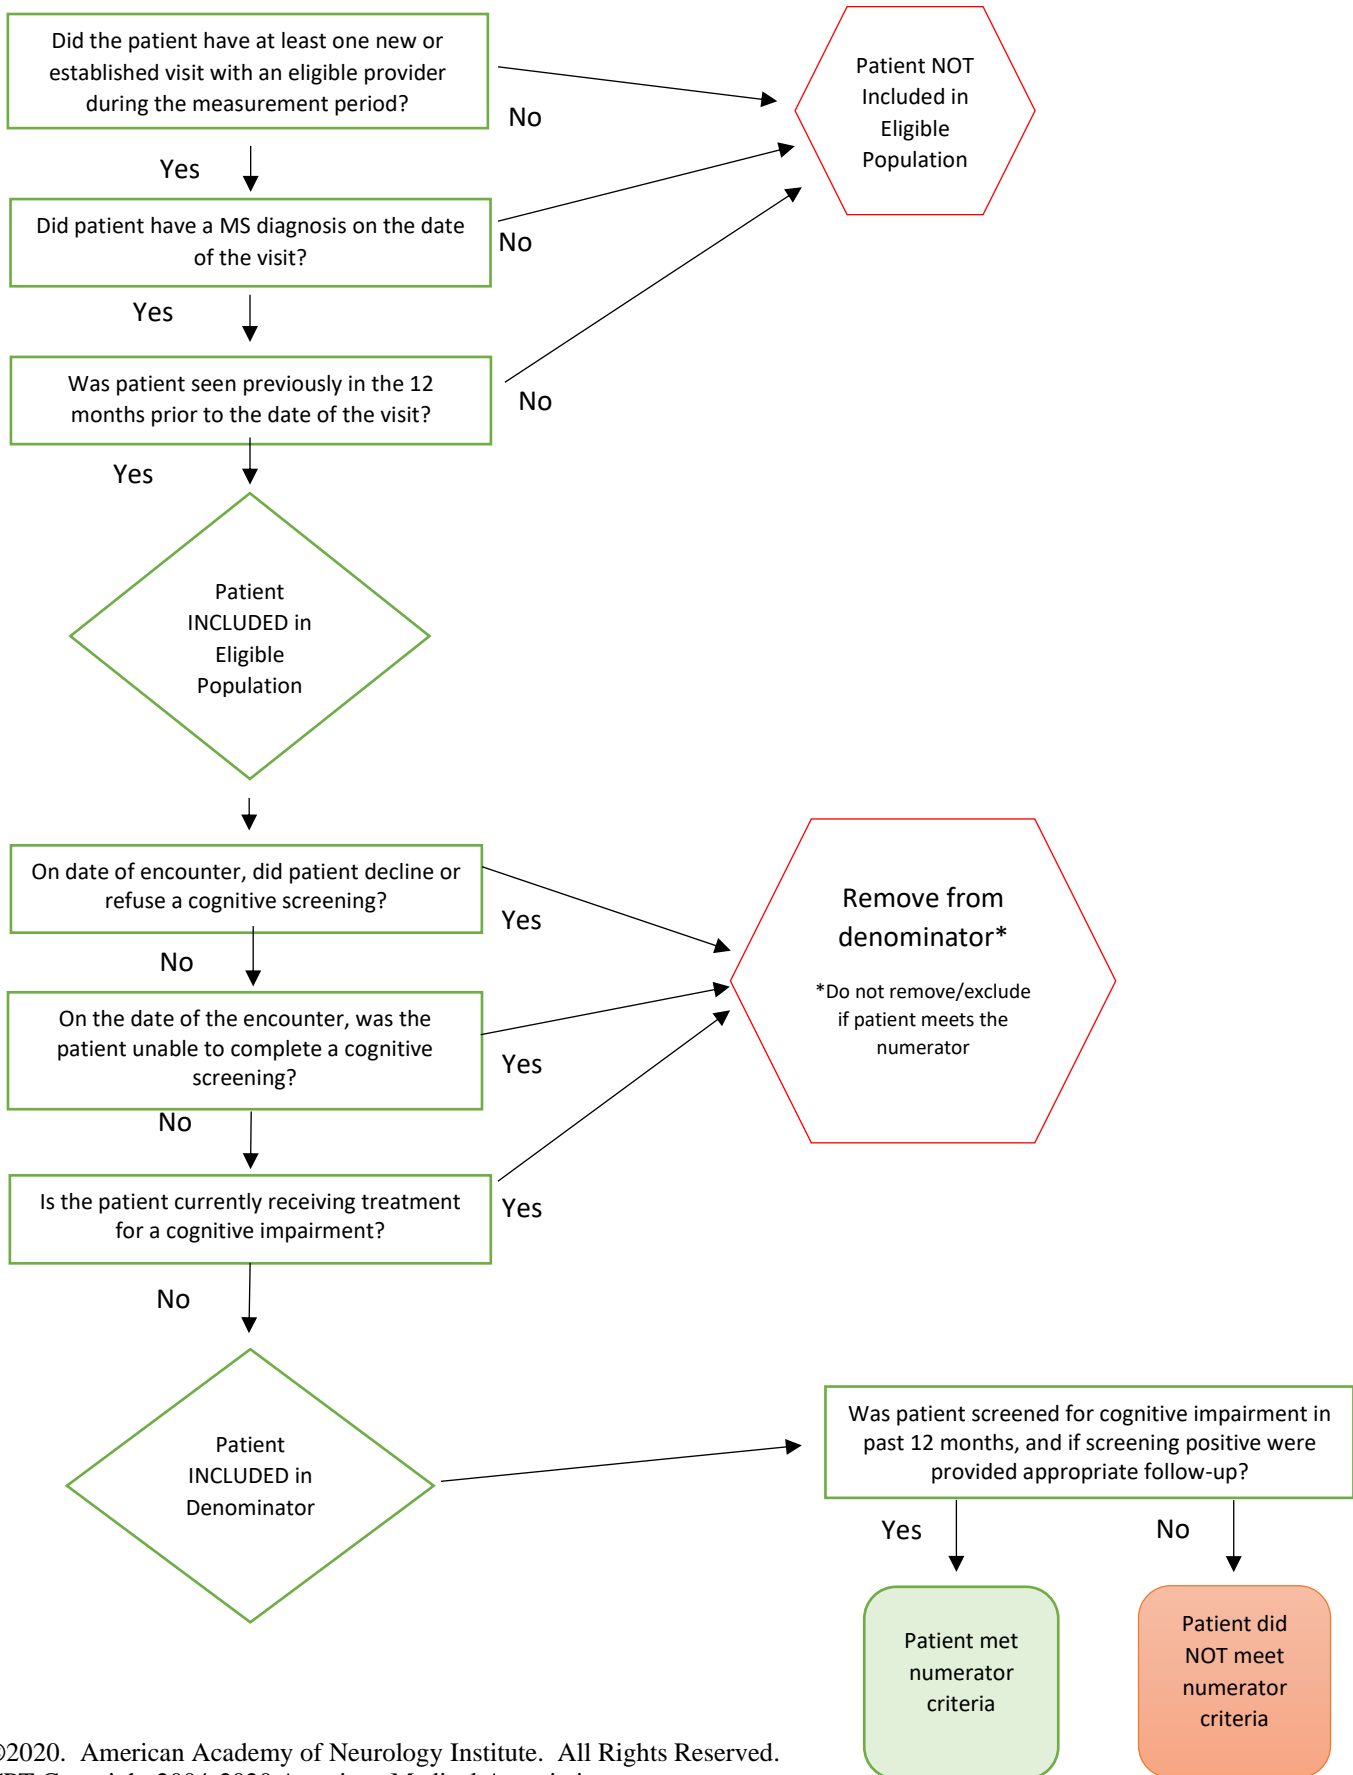 Did the patient have at least one new or
established visit with an eligible provider
during the measurement period?
No
Patient NOT
Included in
Eligible
Population
Yes
Did patient have a MS diagnosis on the date
of the visit?
No
Yes
Was patient seen previously in the 12
months prior to the date of the visit?
No
Yes
Patient
INCLUDED in
Eligible
Population
On date of encounter, did patient decline or
refuse a cognitive screening?
Yes
Remove from
denominator*
*Do not remove/exclude
if patient meets the
numerator
No
On the date of the encounter, was the
patient unable to complete a cognitive
screening?
Yes
No
Is the patient currently receiving treatment
for a cognitive impairment?
Yes
No
Patient
INCLUDED in
Denominator
Was patient screened for cognitive impairment in
past 12 months, and if screening positive were
provided appropriate follow-up?
Yes
No
Patient met
numerator
criteria
Patient did
NOT meet
numerator
criteria
©2020. American Academy of Neurology Institute. All Rights Reserved.